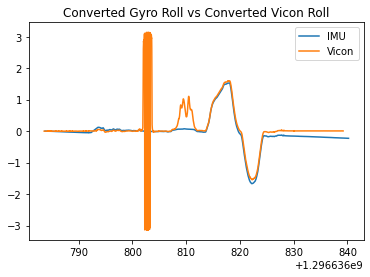 Converted Gyro Roll vs Converted Vicon Roll
IMU
Vicon
3
2
1
0
−1
−2
−3
790 800 810 820 830 840
+1.296636e9